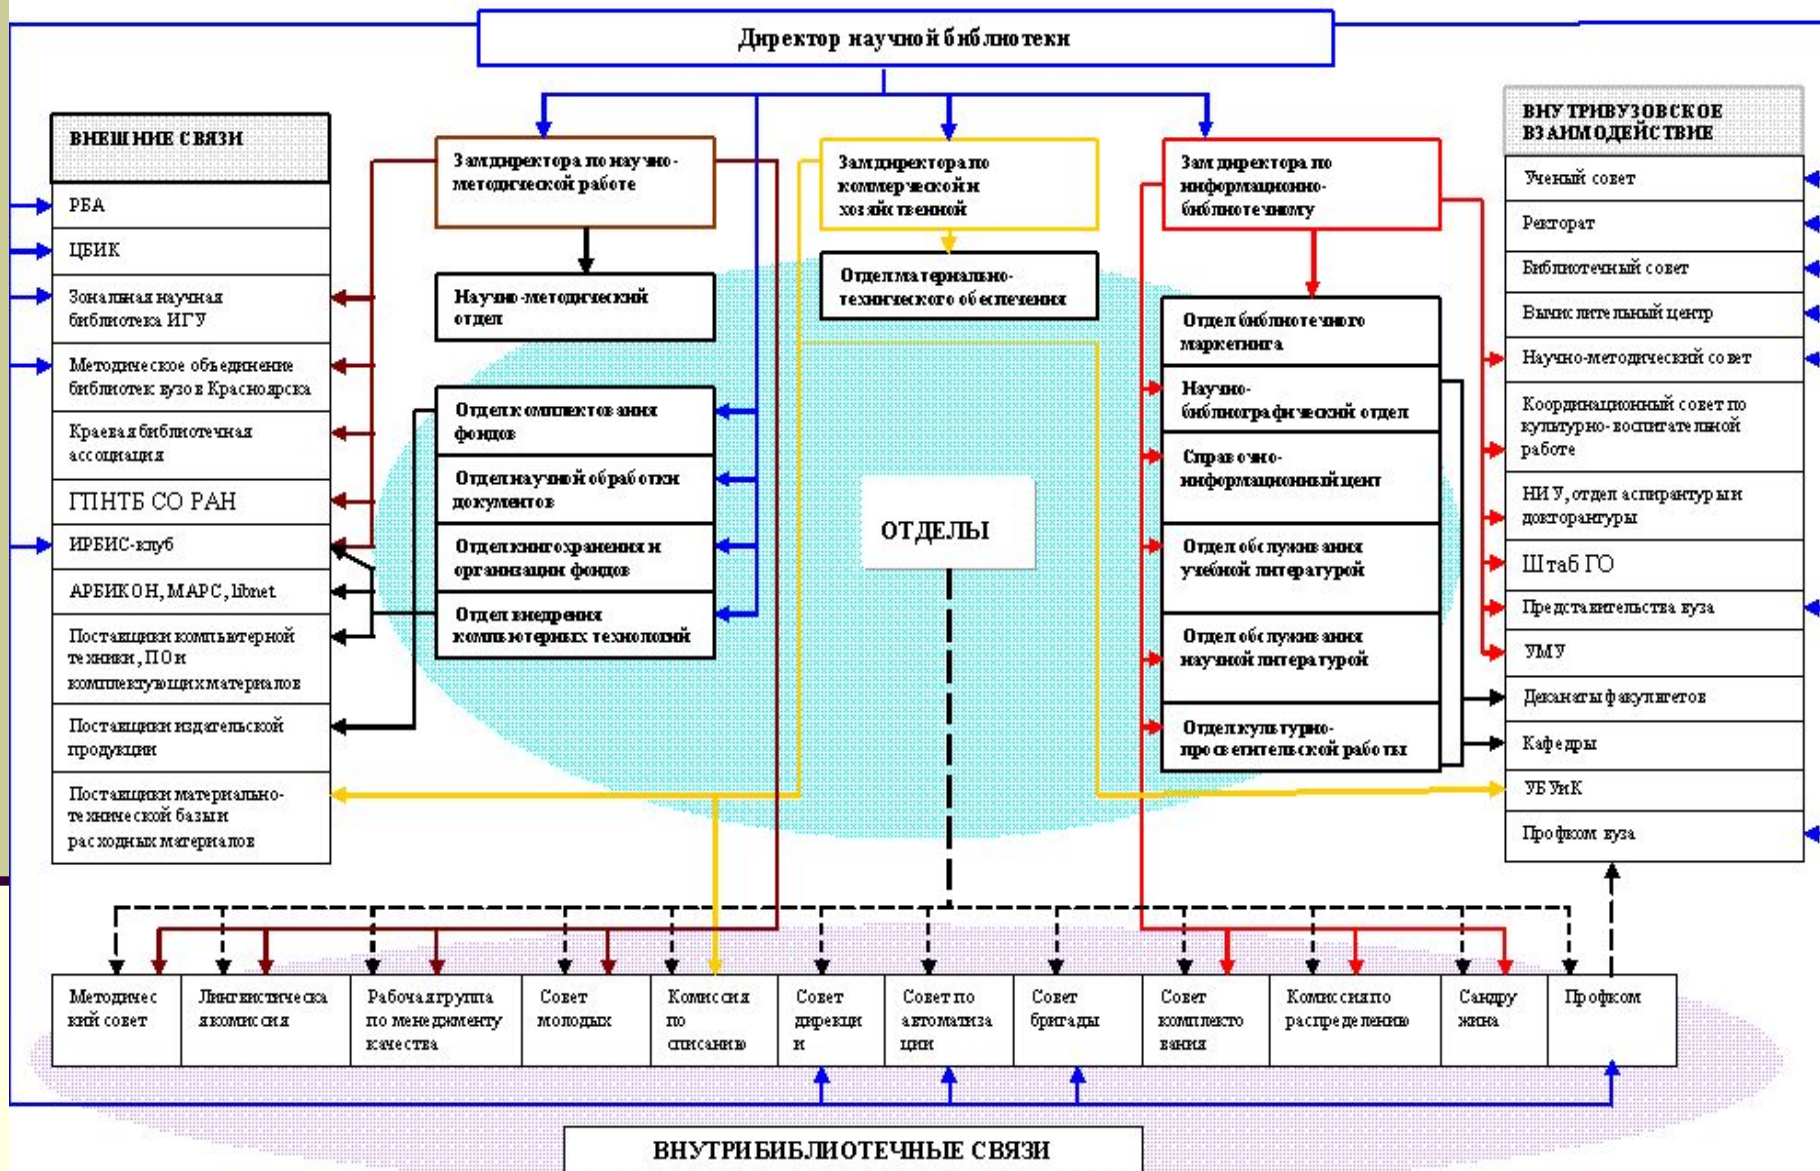 Директор научной библиотеки
ВНЕШНИЕ СВЯЗИ
РБА
ЦБИК
Зональная научная
библиотека ИГУ
Методическое объединение
библиотек вузов Красноярска
Краевая библиотечная
ассоциация
ГПНТБ СО РАН
ИРБИС-клуб
АРБИКОН, МАРС, libnet
Поставщики компьютерной
техники, ПО и
комплектующих материалов
Поставщики издательской
продукции
Поставщики материально-
технической базы и
расходных материалов
Зам директора по научно-
методической работе
Научно-методический
отдел
Отдел комплектования
фондов
Отдел научной обработки
документов
Отдел книгохранения и
организации фондов
Отдел внедрения
компьютерных технологий
Зам директора по
коммерческой и
хозяйственной
Отдел материально-
технического обеспечения
ОТДЕЛЫ
Зам директора по
информационно-
библиотечному
Отдел библиотечного
маркетинга
Научно-
библиографический отдел
Справочно-
информационный цент
Отдел обслуживания
учебной литературой
Отдел обслуживания
научной литературой
Отдел культурно-
просветительской работы
ВНУТРИВУЗОВСКОЕ
ВЗАИМОДЕЙСТВИЕ
Ученый совет
Ректорат
Библиотечный совет
Вычислительный центр
Научно-методический совет
Координационный совет по
культурно-воспитательной
работе
НИУ, отдел аспирантуры и
докторантуры
Штаб ГО
Представительства вуза
УМУ
Деканаты факультетов
Кафедры
УБУиК
Профком вуза
Методичес
кий совет
Лингвистическа
я комиссия
Рабочая группа
по менеджменту
качества
Совет
молодых
Комиссия
по
списанию
Совет
дирекци
и
Совет по
автоматиза
ции
Совет
бригады
Совет
комплекто
вания
Комиссия по
распределению
Сандру
жина
Профком
ВНУТРИБИБЛИОТЕЧНЫЕ СВЯЗИ